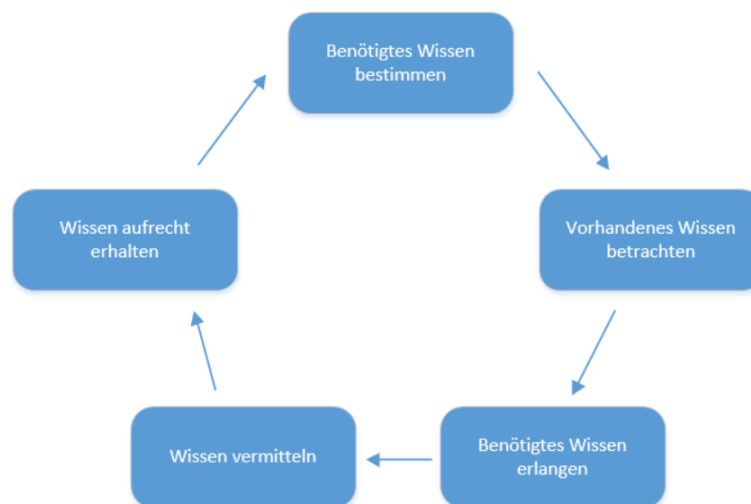 Benötigtes Wissen
bestimmen
Vorhandenes Wissen
betrachten
Benötigtes Wissen
erlangen
Wissen vermitteln
Wissen aufrecht
erhalten